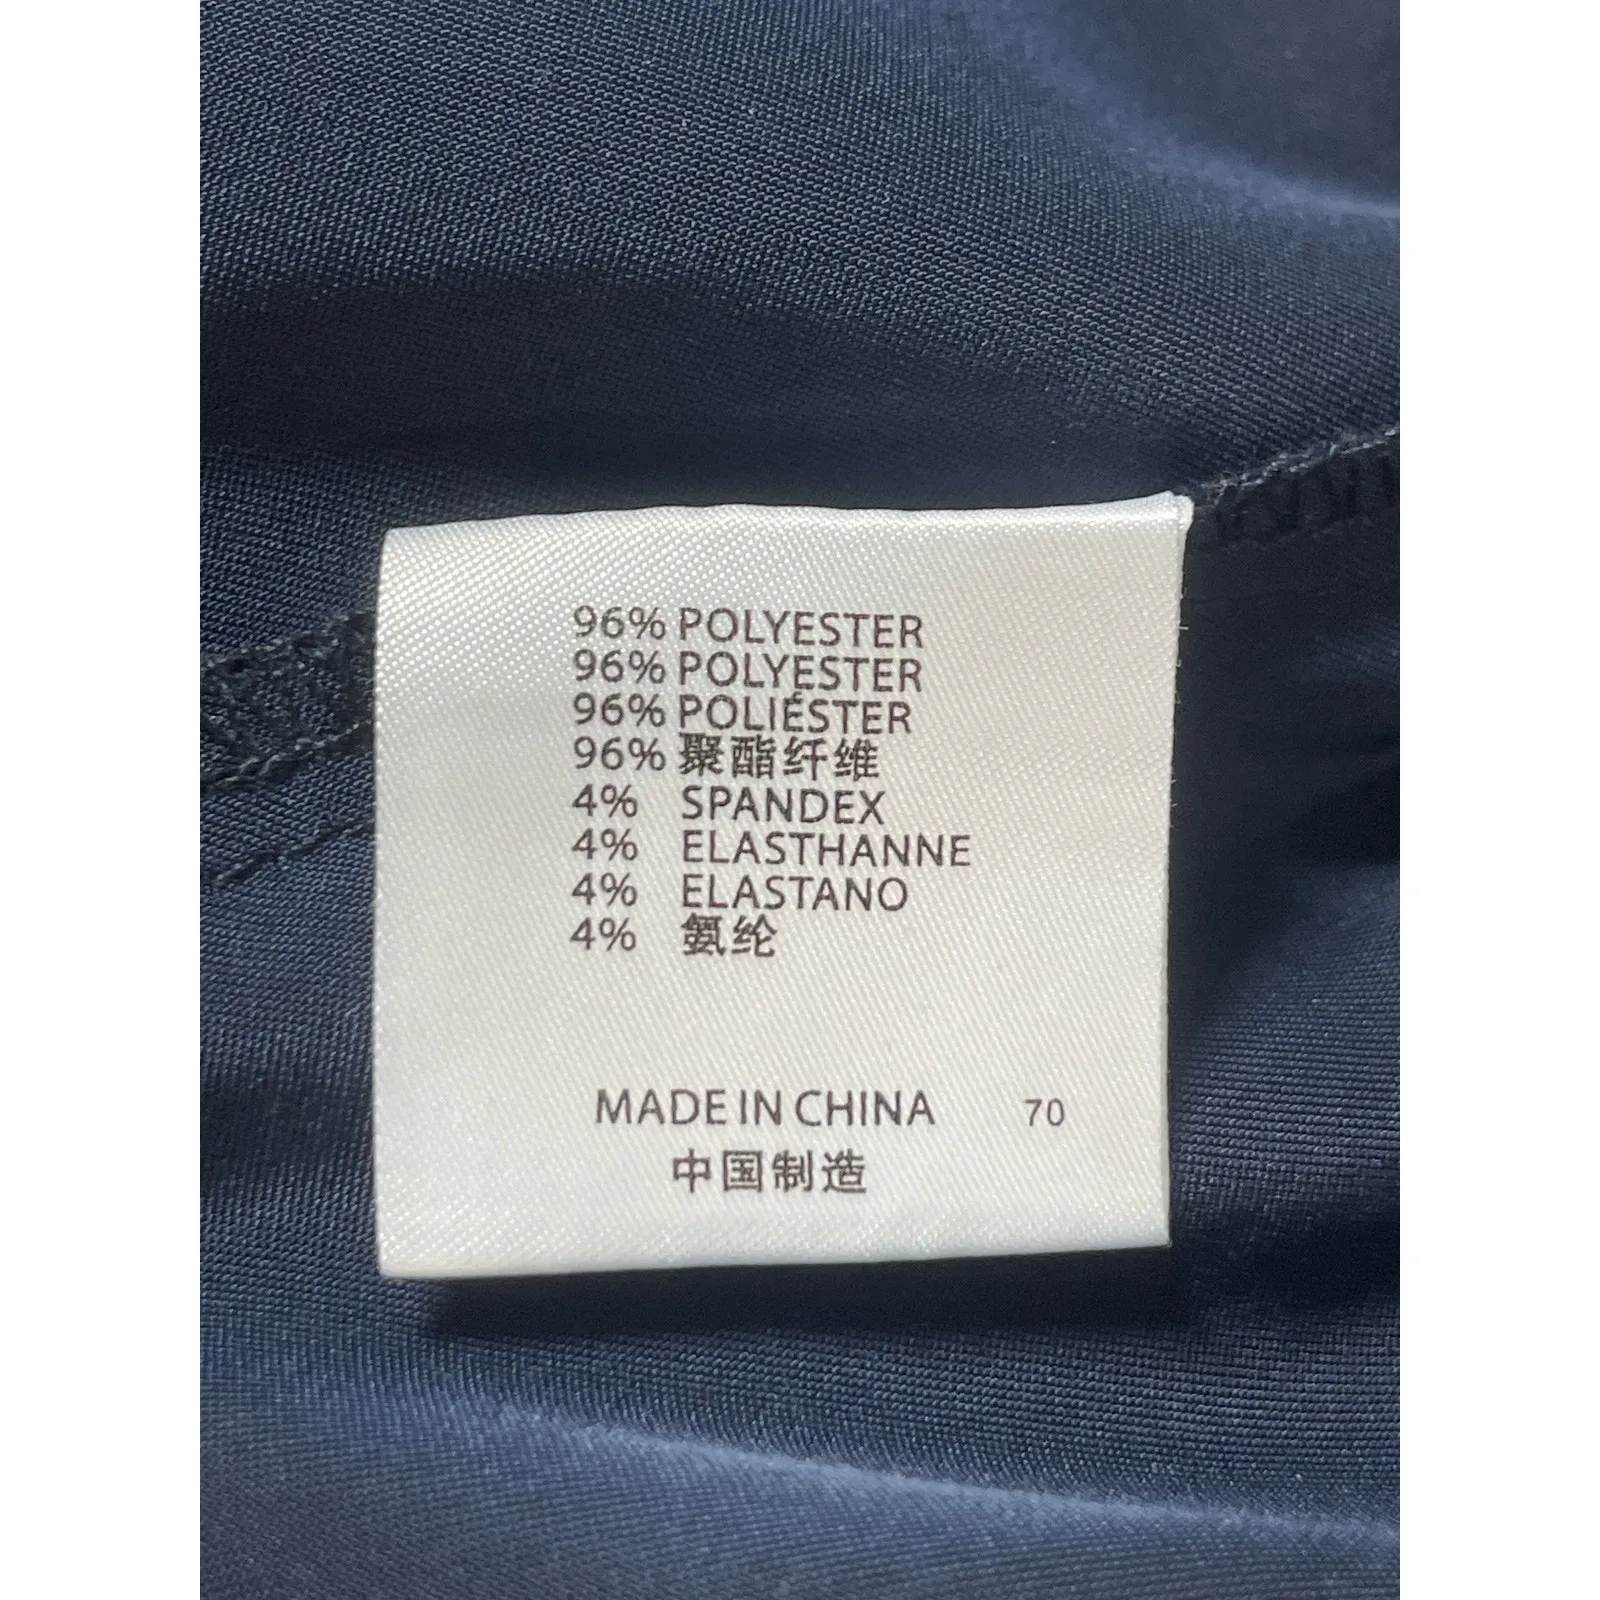 96% POLYESTER
96% POLYESTER
96% POLIÉSTER
96% 聚酯纤维
4% SPANDEX
4% ELASTHANNE
4% ELASTANO
4% 氨纶
MADE IN CHINA 70
中国制造